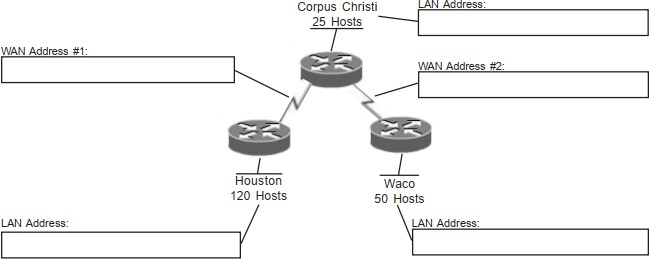 Corpus Christi
25 Hosts
LAN Address:
WAN Address #1:
WAN Address #2:
Houston
120 Hosts
Waco
50 Hosts
LAN Address:
LAN Address: